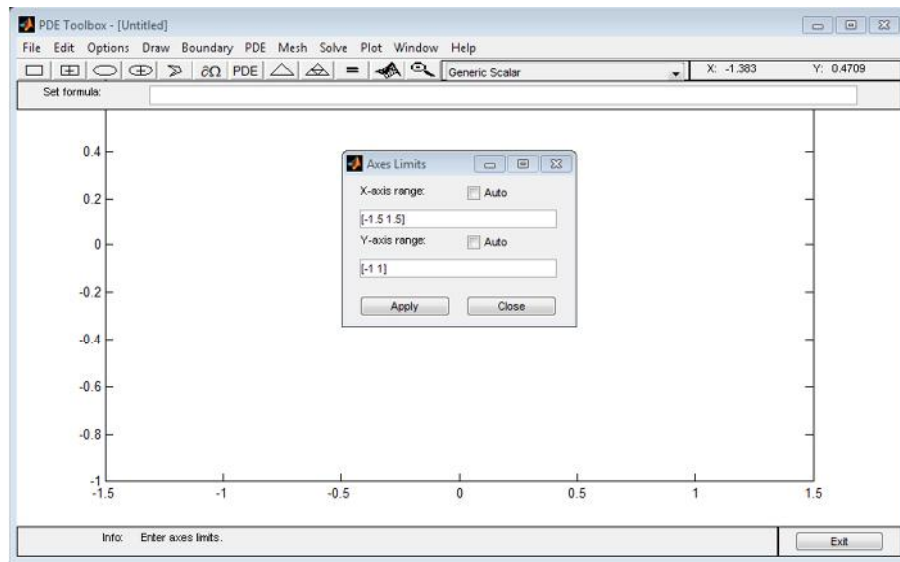 PDE Toolbox - [Untitled]
File Edit Options Draw Boundary PDE Mesh Solve Plot Window Help
∂Ω PDE = Generic Scalar X: -1.383 Y: 0.4709
Set formula:
0.4
0.2
0
-0.2
-0.4
-0.6
-0.8
-1
-1.5 -1 -0.5 0 0.5 1 1.5
Axes Limits
X-axis range: Auto
[-1.5 1.5]
Y-axis range: Auto
[-1 1]
Apply Close
Info: Enter axes limits. Exit